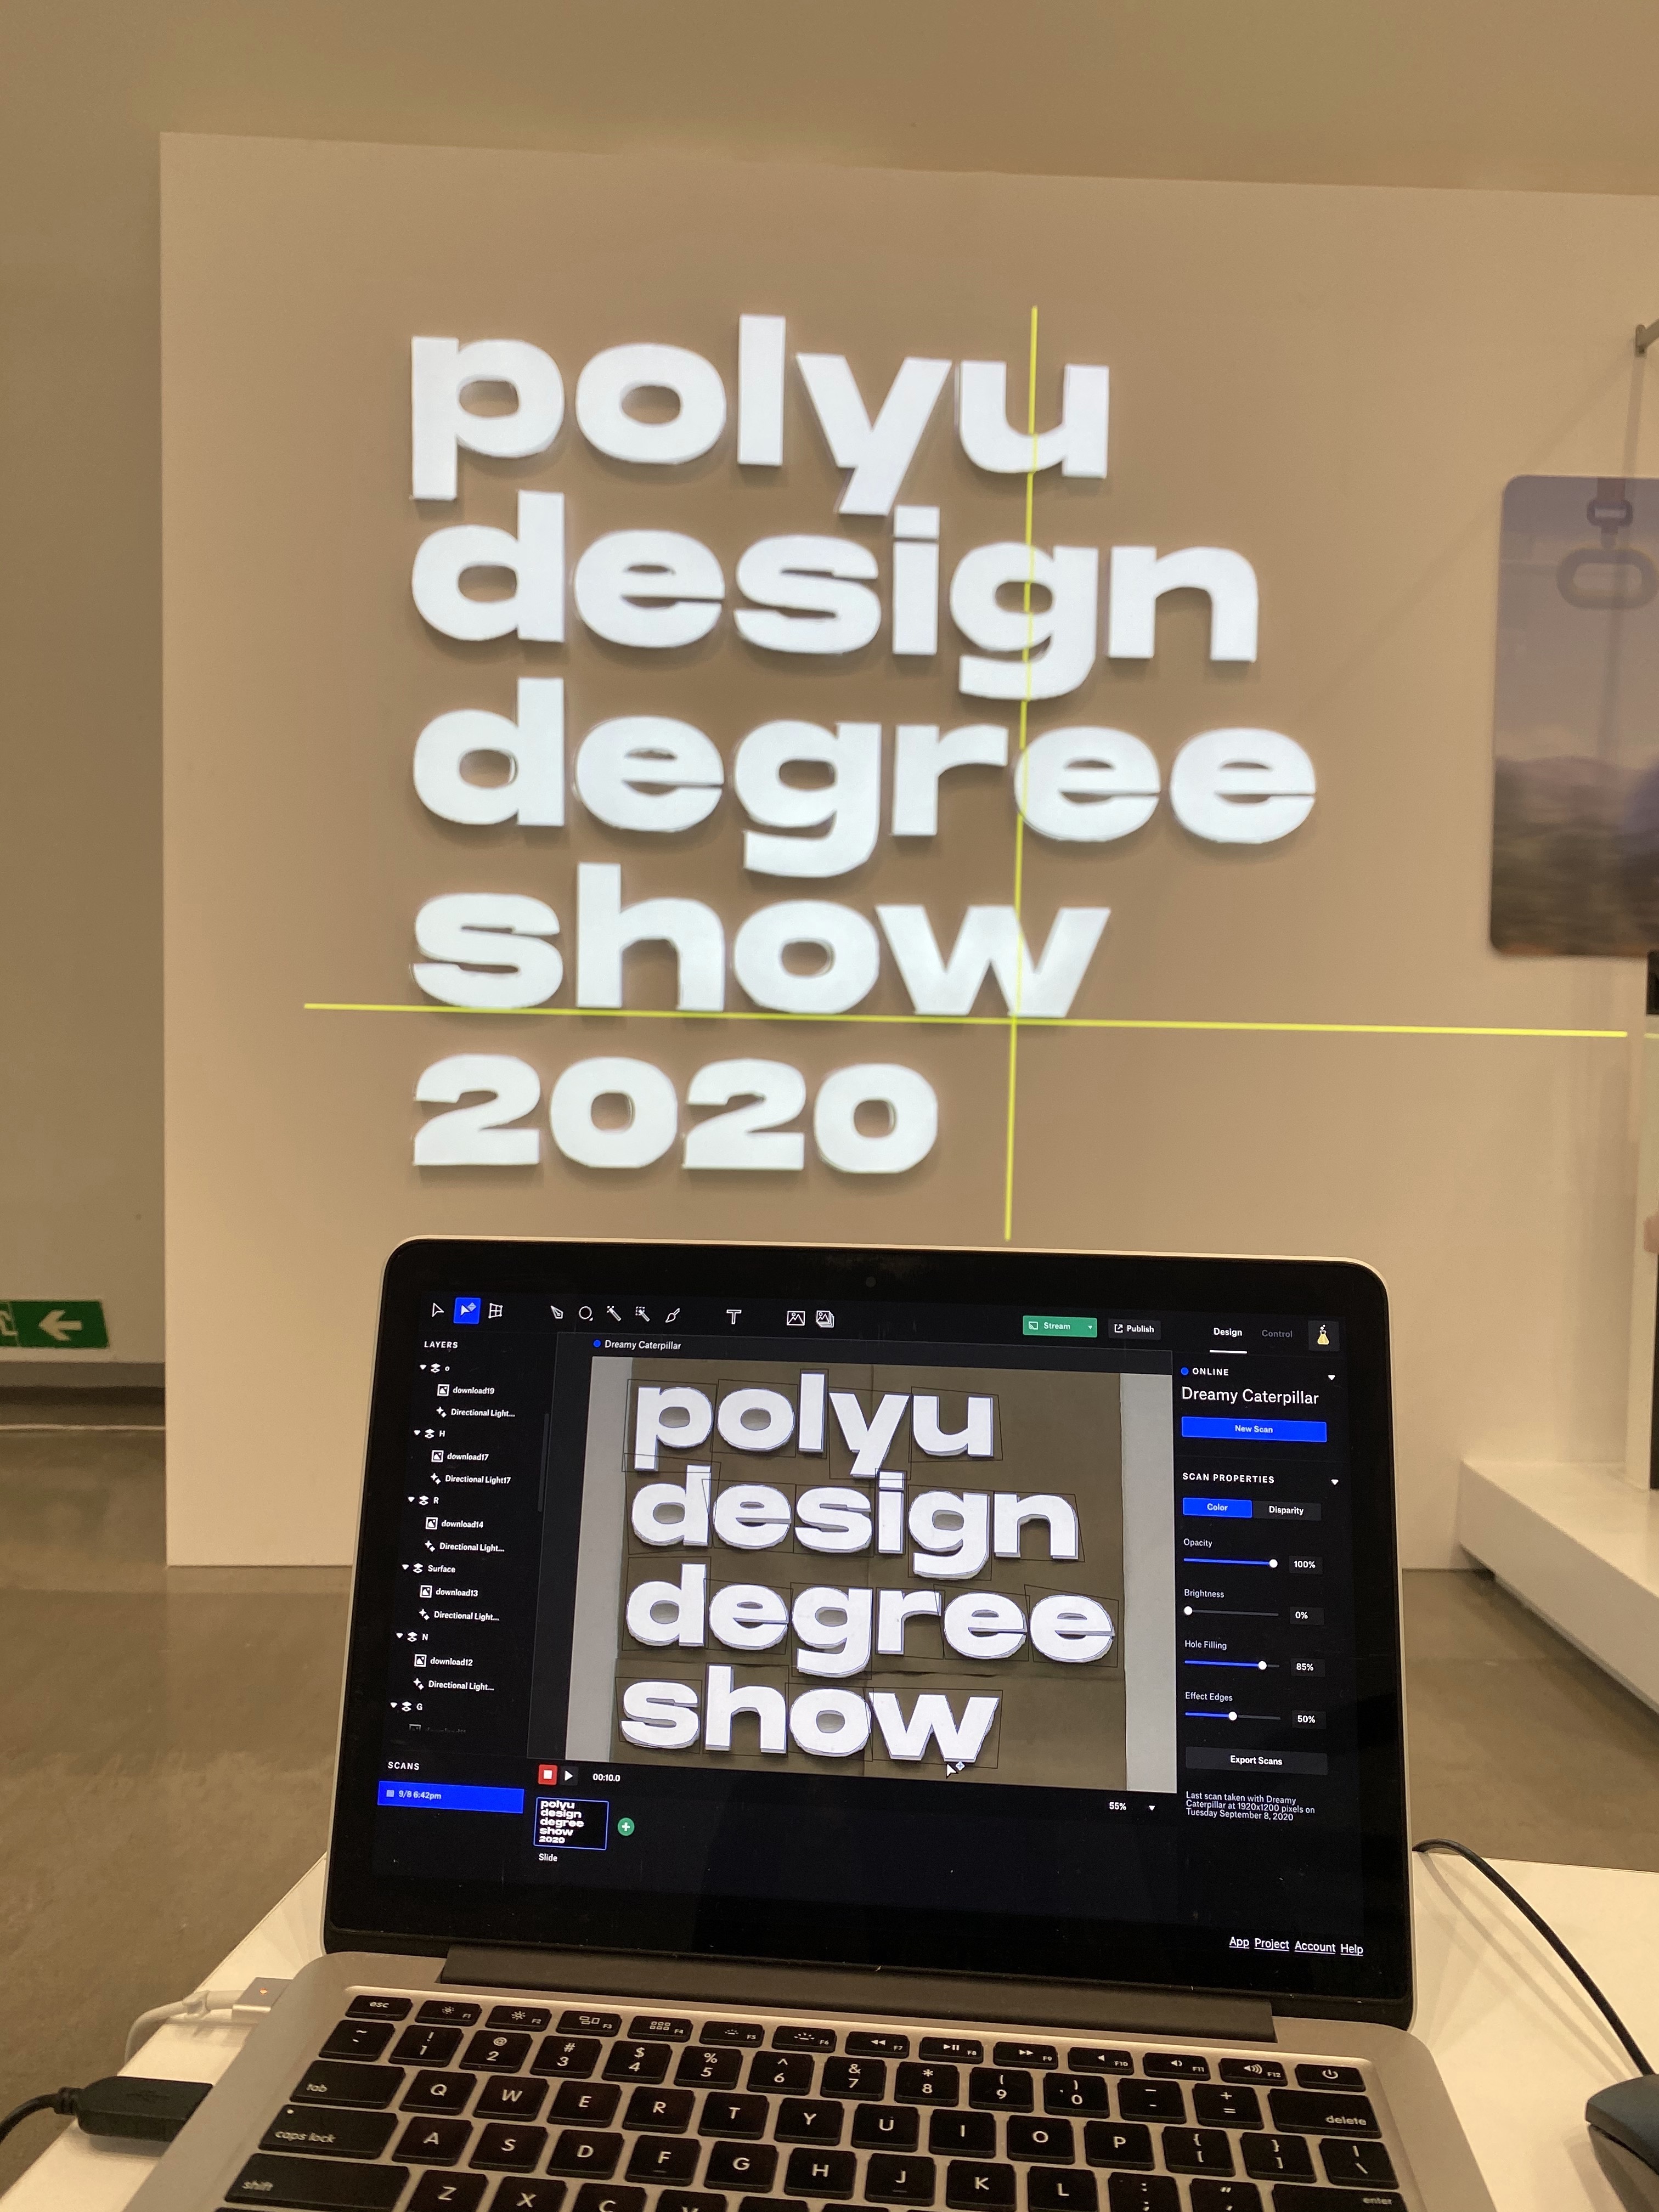 polyu
design
degree
show
2020
Stream
Publish
Design
Control
LAYERS
Dreamy Caterpillar
o
download19
Directional Light...
H
download17
Directional Light17
R
download14
Directional Light...
Surface
download13
Directional Light...
N
download12
Directional Light...
G
polyu
design
degree
show
ONLINE
Dreamy Caterpillar
New Scan
SCAN PROPERTIES
Color
Disparity
Opacity
100%
Brightness
0%
Hole Filling
85%
Effect Edges
50%
Export Scans
Last scan taken with Dreamy
Caterpillar at 1920x1200 pixels on
Tuesday September 8, 2020
SCANS
9/8 6:42pm
00:10.0
55%
polyu
design
degree
show
2020
Slide
App Project Account Help
esc F1 F2 F3 F4 F5 F6 F7 F8 F9 F10 F11 F12
~ ! 1 @ 2 # 3 $ 4 % 5 ^ 6 & 7 * 8 ( 9 ) 0 - + = delete
tab Q W E R T Y U I O P { [ } ] | \
caps lock A S D F G H J K L : ; " enter
shift Z X C